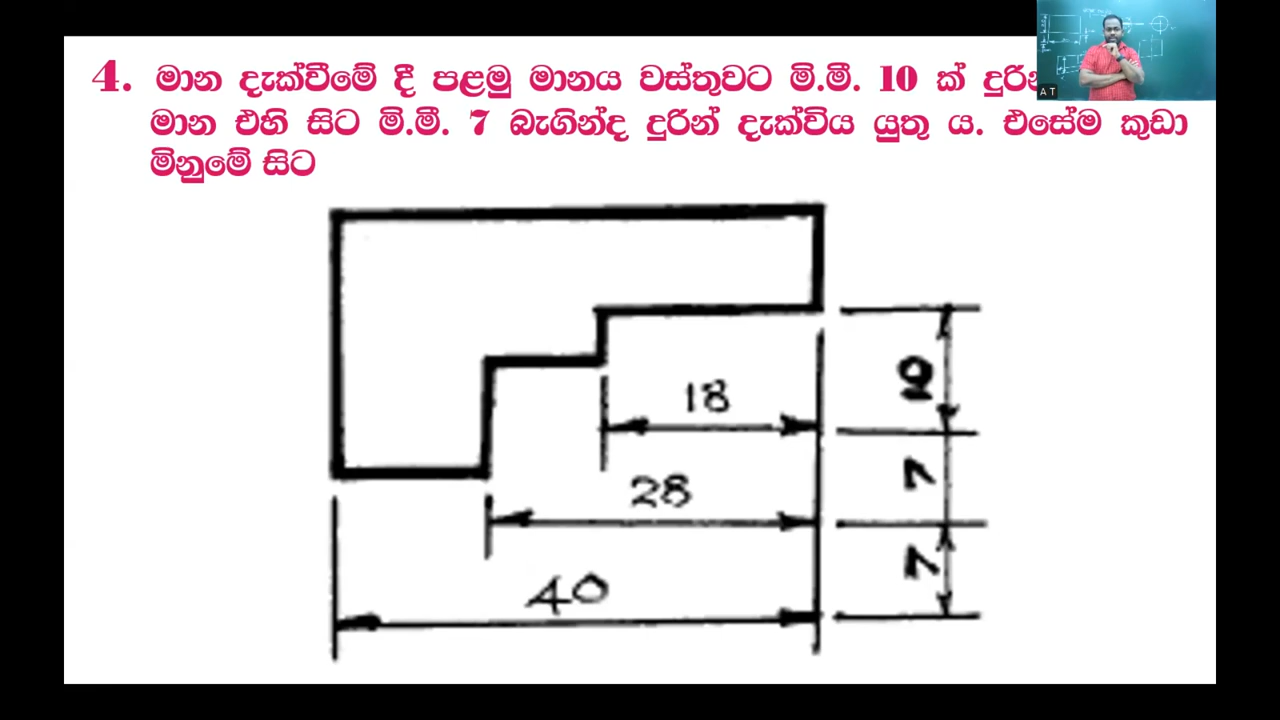 4. මාන දැක්වීමේ දී පළමු මානය වස්තුවට මි.මී. 10 ක්
මාන එහි සිට මි.මී. 7 බැගින්ද දුරින් දැක්විය යුතු ය. එසේම කුඩා
මිනුමේ සිට
18
10
28
7
40
7
A T